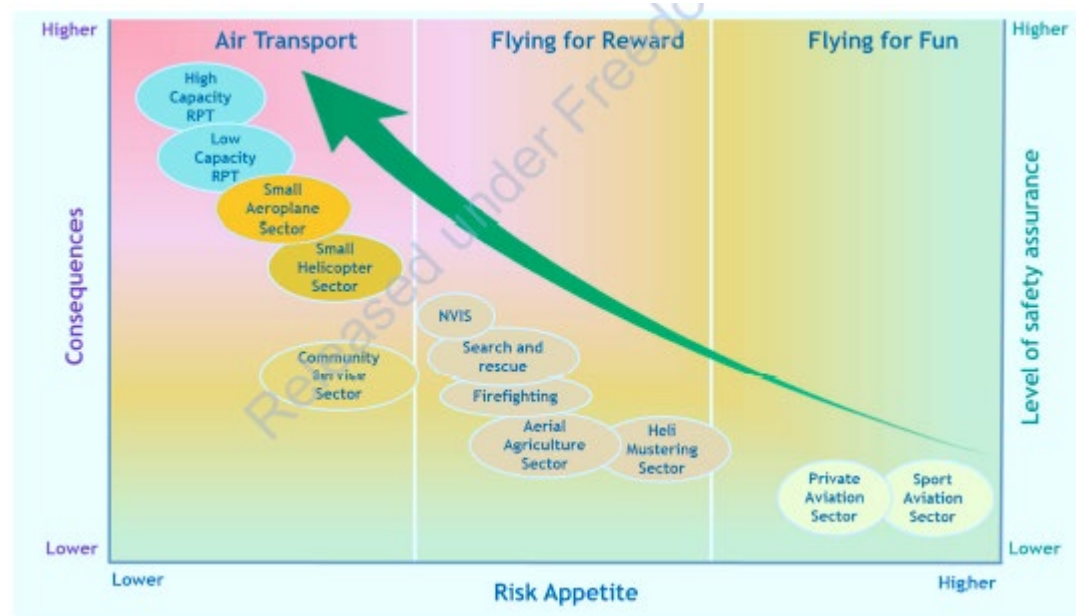 Higher
Air Transport
Flying for Reward
Flying for Fun
Higher
High
Capacity
RPT
Low
Capacity
RPT
Small
Aeroplane
Sector
Small
Helicopter
Sector
Consequences
Level of safety assurance
NVIS
Search and
rescue
Community
Sector
Firefighting
Aerial
Agriculture
Sector
Heli
Mustering
Sector
Private
Aviation
Sector
Sport
Aviation
Sector
Lower
Lower
Lower
Risk Appetite
Higher
Released under